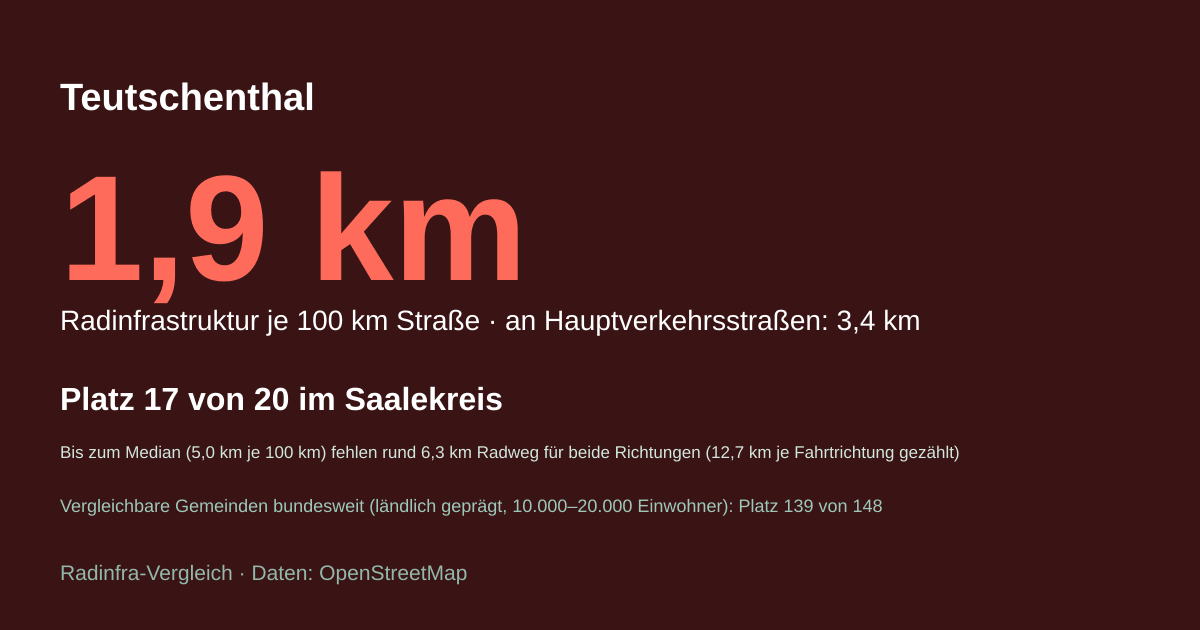 Teutschenthal
1,9 km
Radinfrastruktur je 100 km Straße · an Hauptverkehrsstraßen: 3,4 km
Platz 17 von 20 im Saalekreis
Bis zum Median (5,0 km je 100 km) fehlen rund 6,3 km Radweg für beide Richtungen (12,7 km je Fahrtrichtung gezählt)
Vergleichbare Gemeinden bundesweit (ländlich geprägt, 10.000–20.000 Einwohner): Platz 139 von 148
Radinfra-Vergleich · Daten: OpenStreetMap